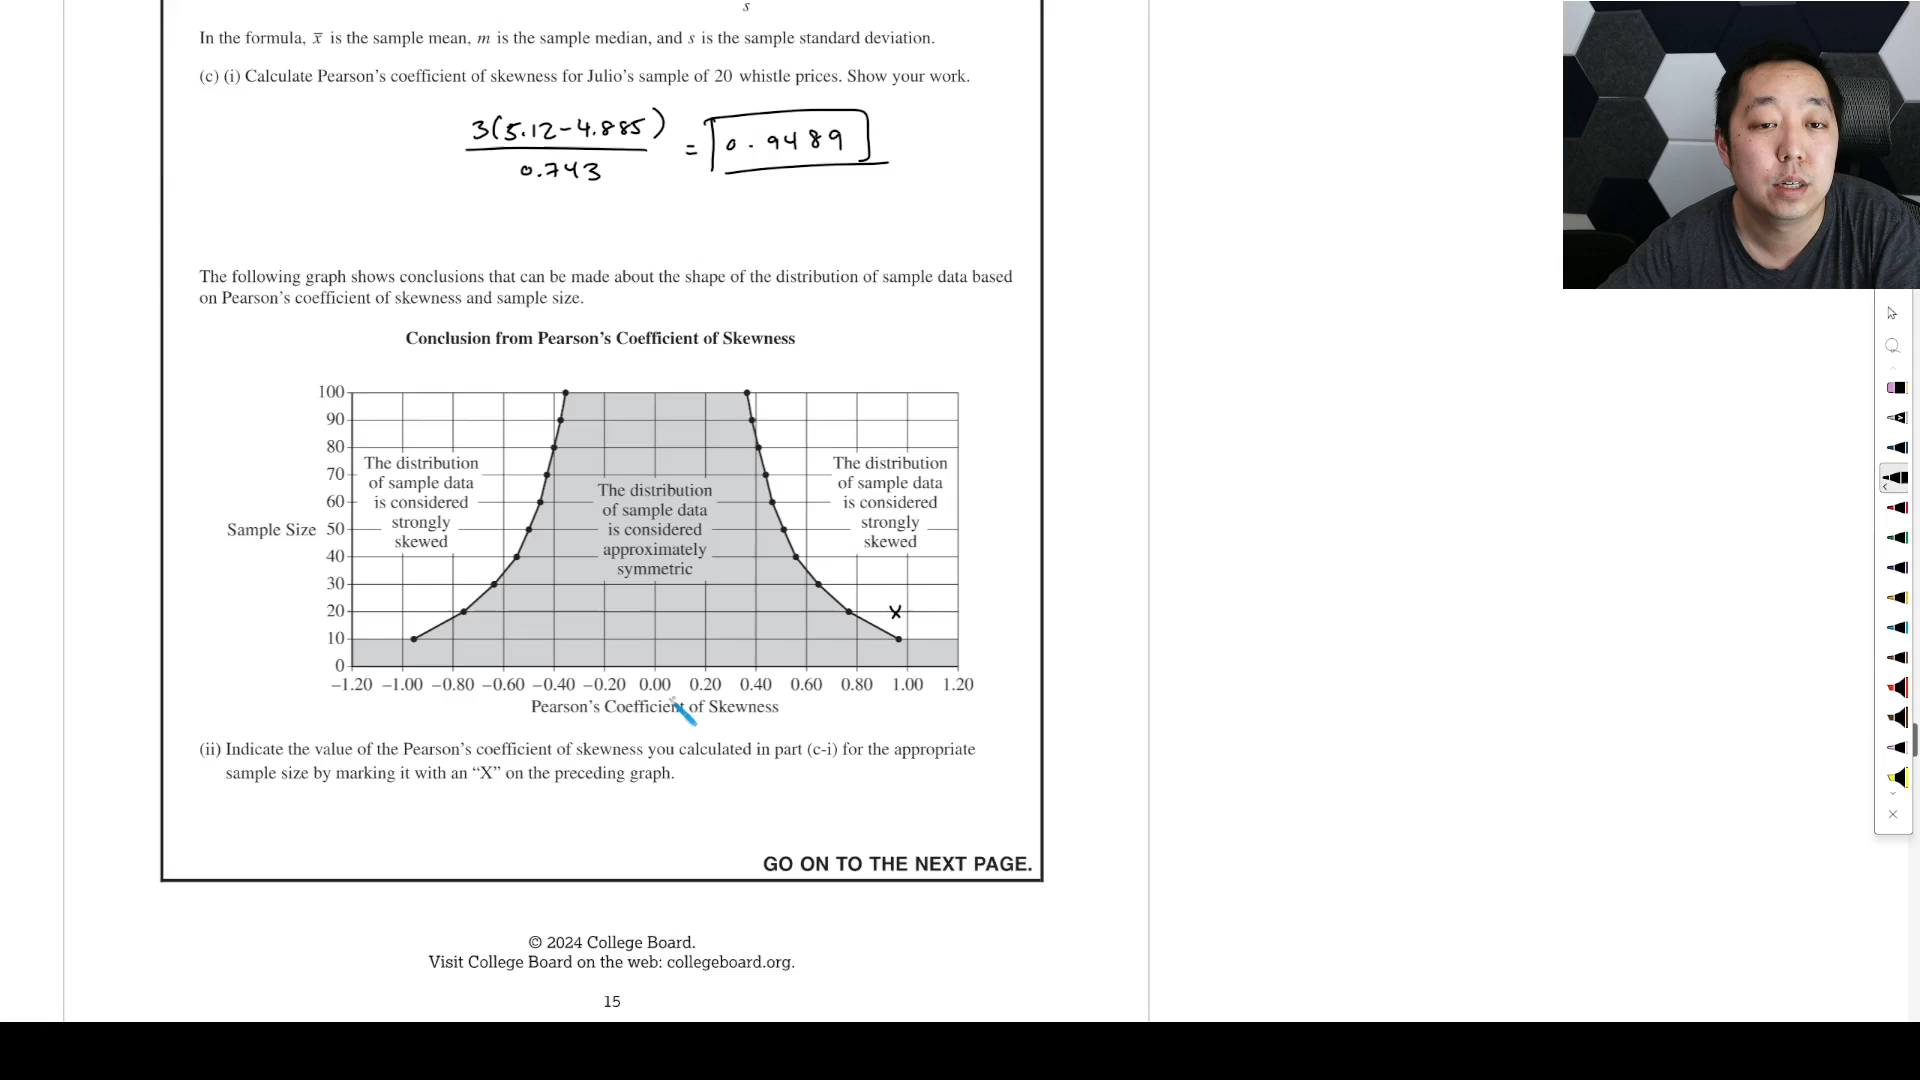 s
In the formula, x̄ is the sample mean, m is the sample median, and s is the sample standard deviation.
(c) (i) Calculate Pearson’s coefficient of skewness for Julio’s sample of 20 whistle prices. Show your work.
3(5.12-4.885)
0.743
= 0.9489
The following graph shows conclusions that can be made about the shape of the distribution of sample data based
on Pearson’s coefficient of skewness and sample size.
Conclusion from Pearson’s Coefficient of Skewness
100
90
80
70
60
Sample Size 50
40
30
20
10
0
The distribution
of sample data
is considered
strongly
skewed
The distribution
of sample data
is considered
approximately
symmetric
The distribution
of sample data
is considered
strongly
skewed
X
−1.20 −1.00 −0.80 −0.60 −0.40 −0.20 0.00 0.20 0.40 0.60 0.80 1.00 1.20
Pearson’s Coefficient of Skewness
(ii) Indicate the value of the Pearson’s coefficient of skewness you calculated in part (c-i) for the appropriate
sample size by marking it with an “X” on the preceding graph.
GO ON TO THE NEXT PAGE.
© 2024 College Board.
Visit College Board on the web: collegeboard.org.
15